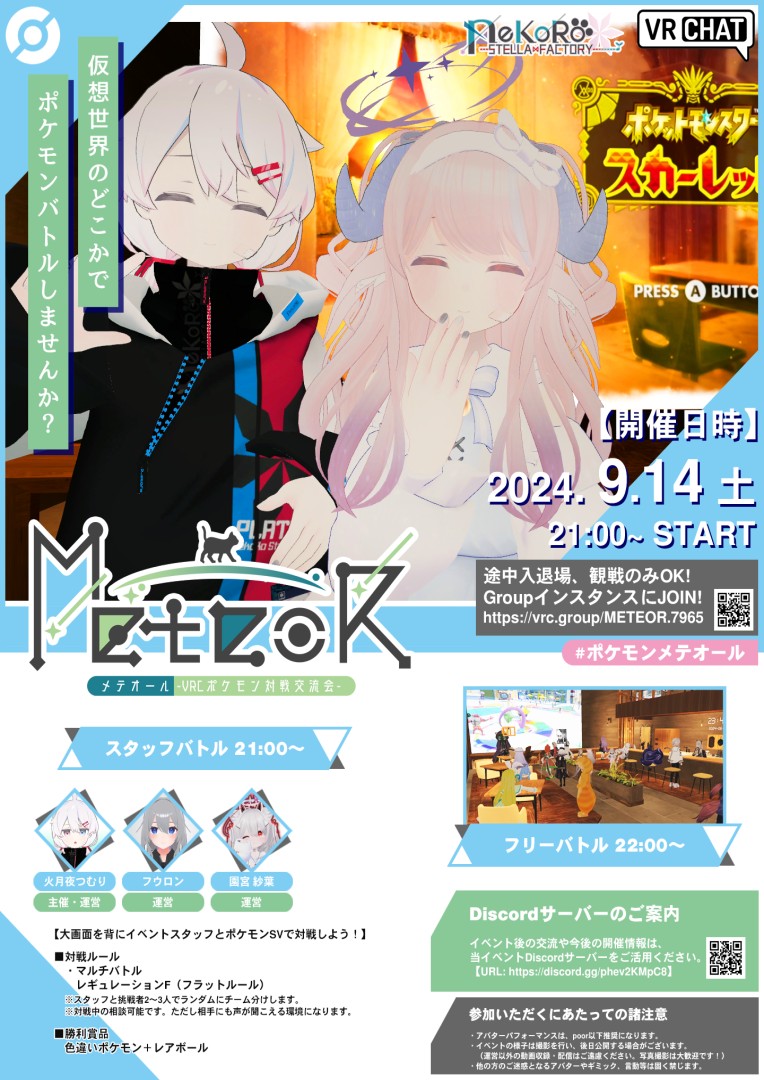 NeKoRo
STELLA★FACTORY
VRCHAT
仮想世界のどこかで
ポケモンバトルしませんか？
ポケットモンスター
スカーレッ
PRESS A BUTTO
NeKoRo
PLAT
【開催日時】
2024. 9.14 土
21:00~ START
途中入退場、観戦のみOK!
GroupインスタンスにJOIN!
https://vrc.group/METEOR.7965
#ポケモンメテオール
MeteoR
メテオール -VRCポケモン対戦交流会-
スタッフバトル 21:00〜
火月夜つむり
主催・運営
フウロン
運営
園宮 紗葉
運営
【大画面を背にイベントスタッフとポケモンSVで対戦しよう！】
■対戦ルール
・マルチバトル
レギュレーションF（フラットルール）
※スタッフと挑戦者2〜3人でランダムにチーム分けします。
※対戦中の相談可能です。ただし相手にも声が聞こえる環境になります。
■勝利賞品
色違いポケモン＋レアボール
フリーバトル 22:00〜
Discordサーバーのご案内
イベント後の交流や今後の開催情報は、
当イベントDiscordサーバーをご活用ください。
【URL: https://discord.gg/phev2KMpC8】
参加いただくにあたっての諸注意
・アバターパフォーマンスは、poor以下推奨になります。
・イベントの様子は撮影を行い、後日公開する場合がございます。
（運営以外の動画収録・配信はご遠慮ください。写真撮影は大歓迎です！）
・他の方のご迷惑となるアバターやギミック、言動等は固く禁じます。